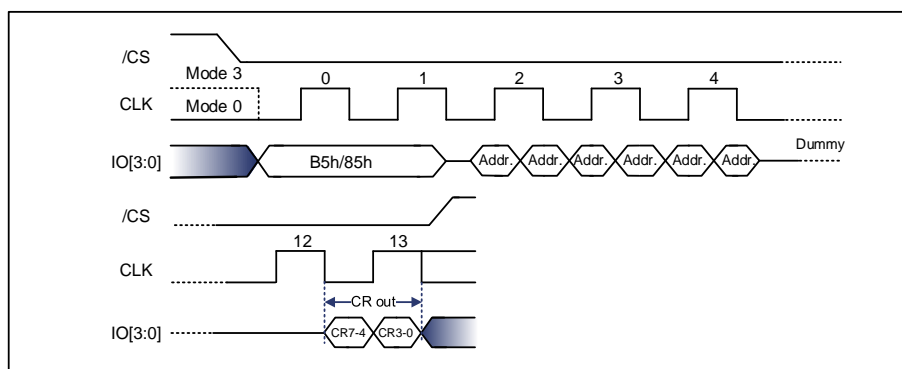 /CS
Mode 3
0 1 2 3 4
CLK
Mode 0
Dummy
IO[3:0] B5h/85h Addr. Addr. Addr. Addr. Addr. Addr.
/CS
12 13
CLK
CR out
IO[3:0] CR7-4 CR3-0